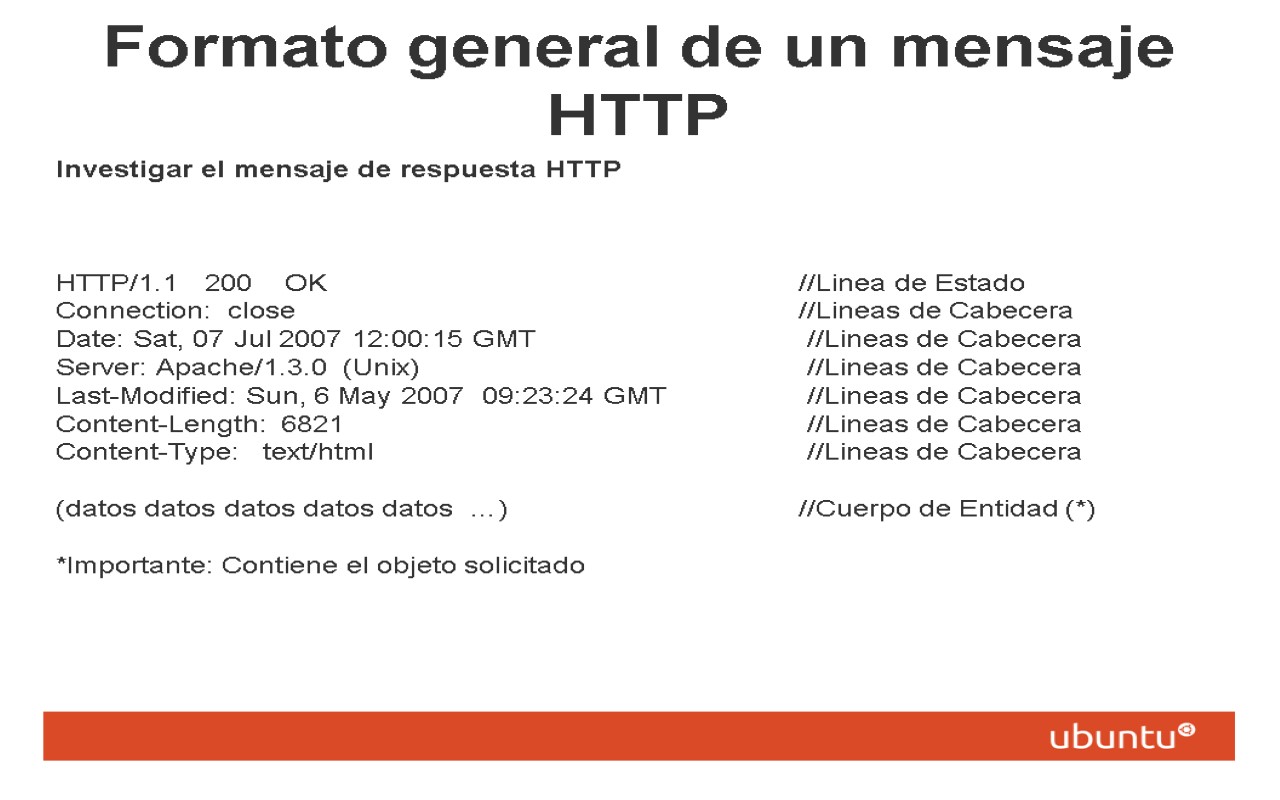 Formato general de un mensaje
HTTP
Investigar el mensaje de respuesta HTTP
HTTP/1.1 200 OK //Linea de Estado
Connection: close //Lineas de Cabecera
Date: Sat, 07 Jul 2007 12:00:15 GMT //Lineas de Cabecera
Server: Apache/1.3.0 (Unix) //Lineas de Cabecera
Last-Modified: Sun, 6 May 2007 09:23:24 GMT //Lineas de Cabecera
Content-Length: 6821 //Lineas de Cabecera
Content-Type: text/html //Lineas de Cabecera
(datos datos datos datos datos ...) //Cuerpo de Entidad (*)
*Importante: Contiene el objeto solicitado
ubuntu